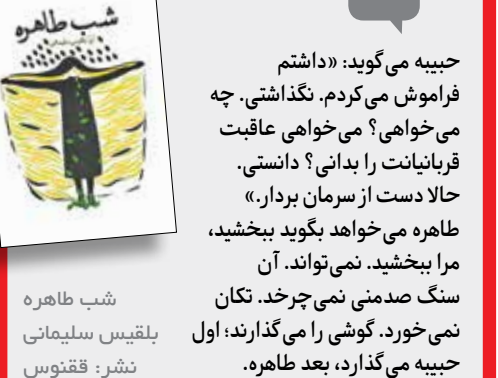 شب طاهره
بلقیس سلیمانی
حبیبه می‌گوید: «داشتم
فراموش می‌کردم. نگذاشتی. چه
می‌خواهی؟ می‌خواهی عاقبت
قربانیانت را بدانی؟ دانستی.
حالا دست از سرمان بردار.»
طاهره می‌خواهد بگوید ببخشید،
مرا ببخشید. نمی‌تواند. آن
سنگ صدمنی نمی‌چرخد. تکان
نمی‌خورد. گوشی را می‌گذارند؛ اول
حبیبه می‌گذارد، بعد طاهره.
شب طاهره
بلقیس سلیمانی
نشر: ققنوس